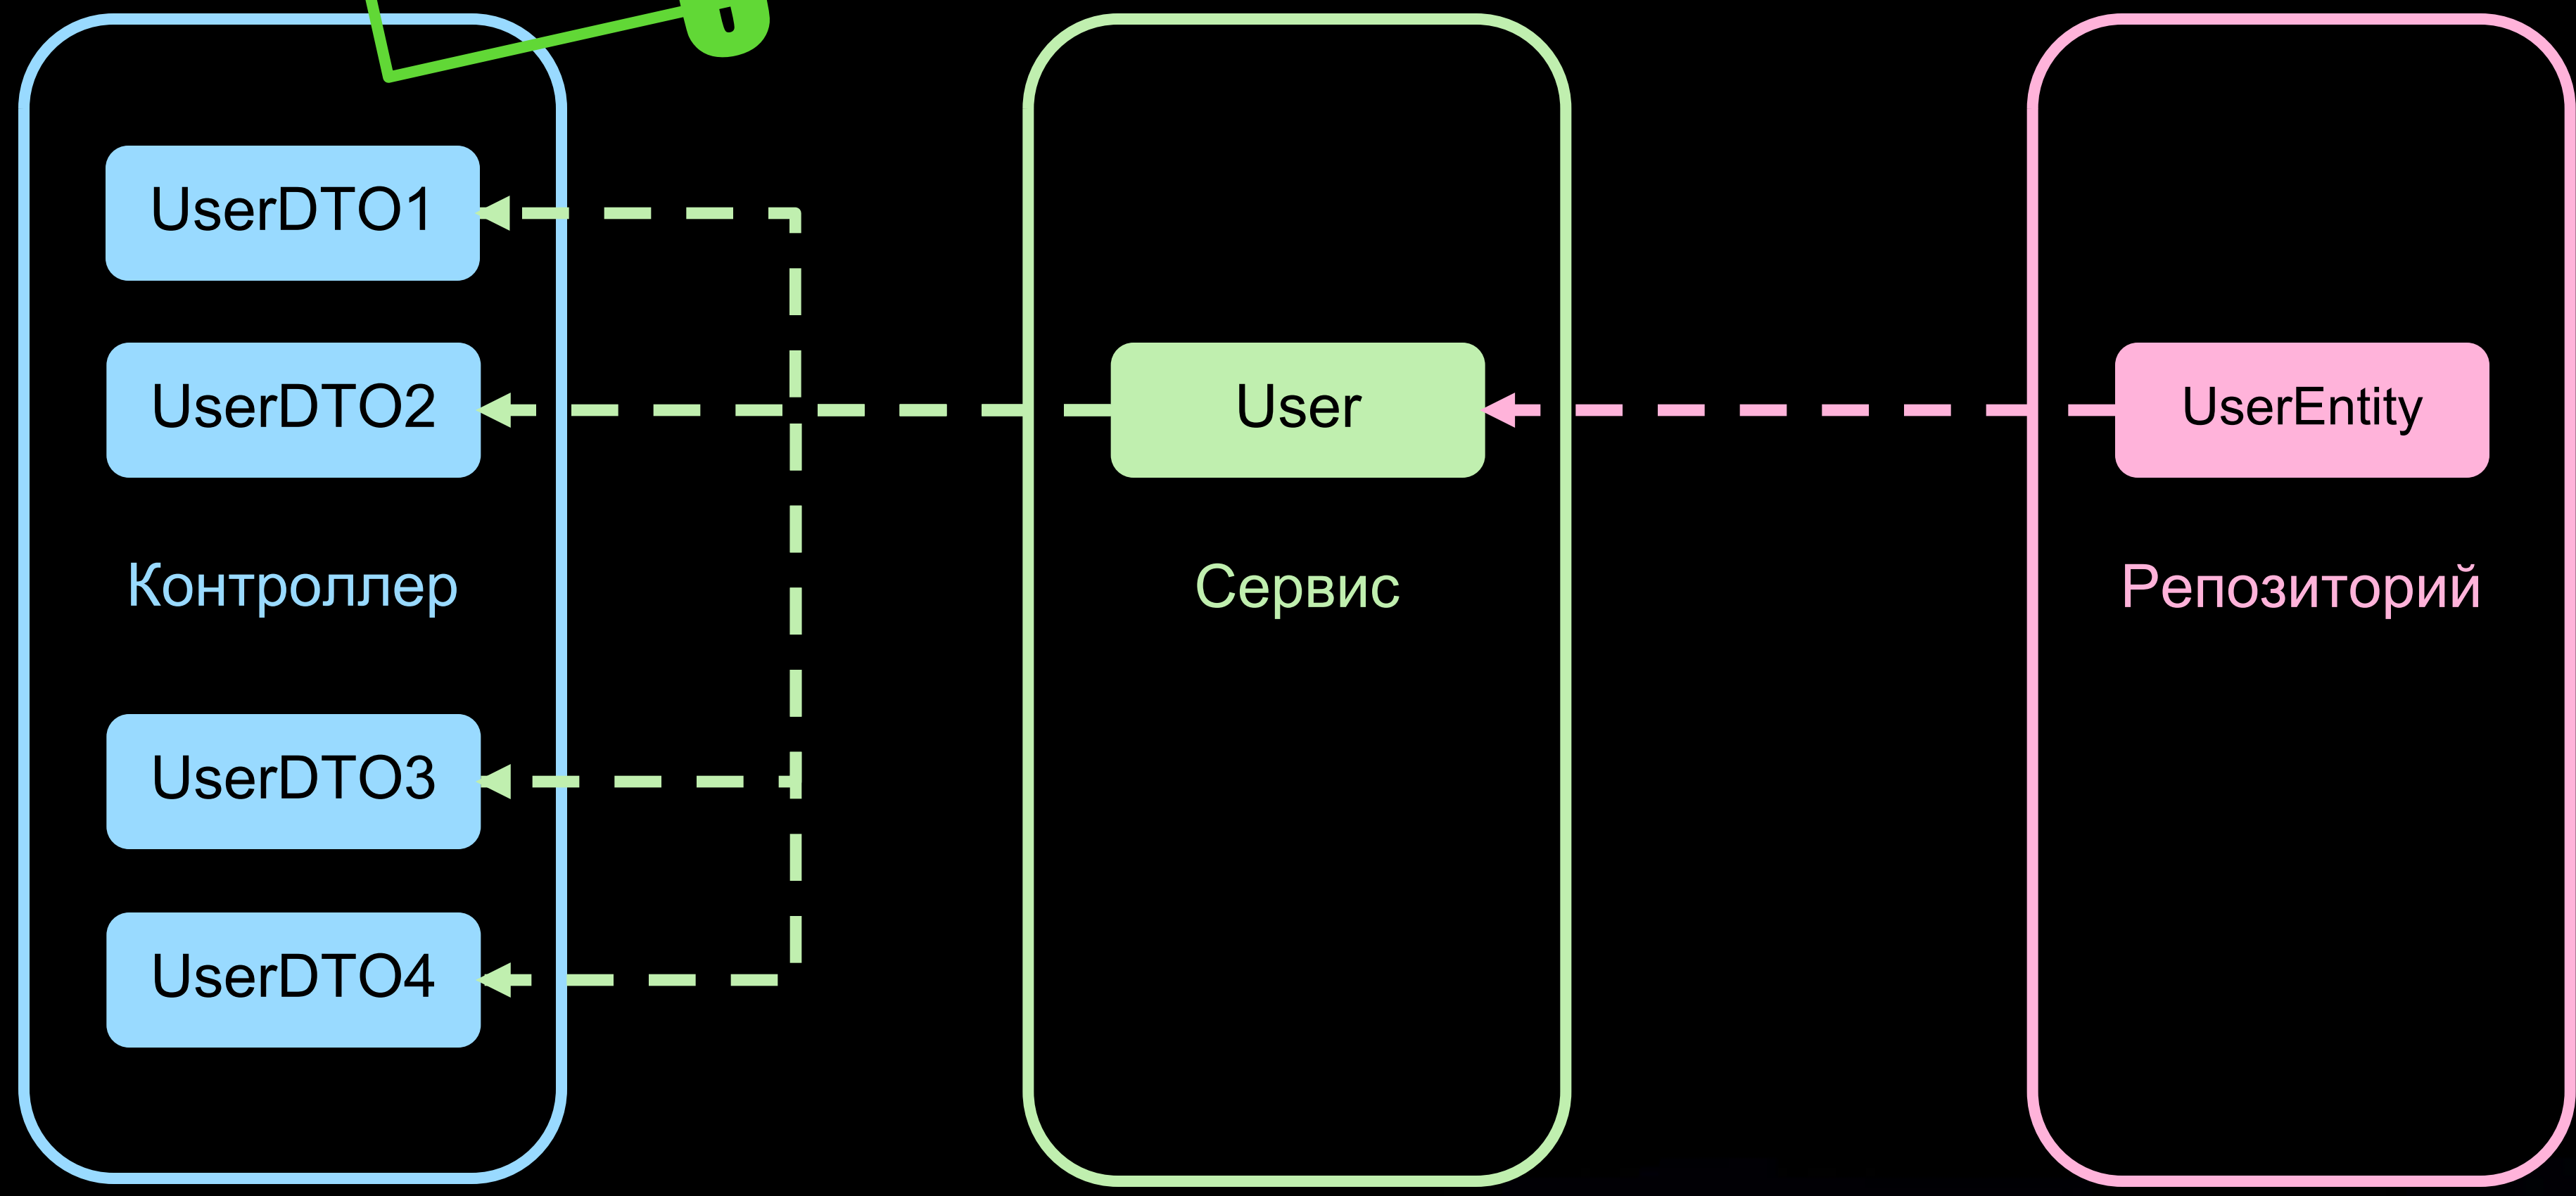 UserDTO1
UserDTO2
User
UserEntity
Контроллер
Сервис
Репозиторий
UserDTO3
UserDTO4